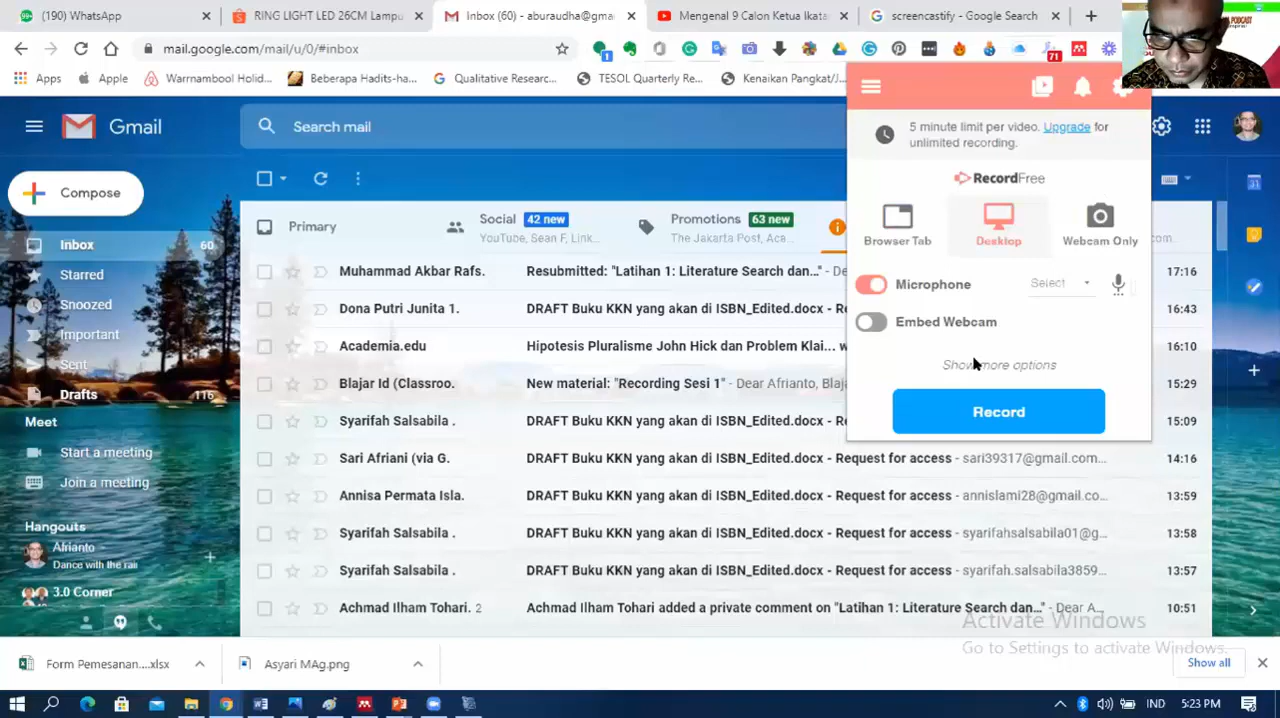 (190) WhatsApp
RING LIGHT LED 26CM Lampu
Inbox (60) - aburaudha@gma
Mengenal 9 Calon Ketua Ikata
screencastify - Google Search
PODCAST
mail.google.com/mail/u/0/#inbox
1
71
Apps
Apple
Warrnambool Holid...
Beberapa Hadits-ha...
Qualitative Researc...
TESOL Quarterly Re...
Kenaikan Pangkat/J...
Gmail
Search mail
5 minute limit per video. Upgrade for
unlimited recording.
RecordFree
Compose
Primary
Social 42 new
YouTube, Sean F, Link...
Promotions 63 new
The Jakarta Post, Aca...
com...
Browser Tab
Desktop
Webcam Only
Microphone
Select
Embed Webcam
Show more options
Record
Inbox 60
Starred
Snoozed
Important
Sent
Drafts 116
Meet
Start a meeting
Join a meeting
Hangouts
Afrianto
Dance with the rai
3.0 Corner
Muhammad Akbar Rafs. Resubmitted: "Latihan 1: Literature Search dan..." - De 17:16
Dona Putri Junita 1. DRAFT Buku KKN yang akan di ISBN_Edited.docx - Reque 16:43
Academia.edu Hipotesis Pluralisme John Hick dan Problem Klai... w 16:10
Blajar Id (Classroo. New material: "Recording Sesi 1" - Dear Afrianto, Blaja 15:29
Syarifah Salsabila . DRAFT Buku KKN yang akan di ISBN_Edited.docx - Reque 15:09
Sari Afriani (via G. DRAFT Buku KKN yang akan di ISBN_Edited.docx - Request for access - sari39317@gmail.com... 14:16
Annisa Permata Isla. DRAFT Buku KKN yang akan di ISBN_Edited.docx - Request for access - annislami28@gmail.co... 13:59
Syarifah Salsabila . DRAFT Buku KKN yang akan di ISBN_Edited.docx - Request for access - syarifahsalsabila01@g... 13:58
Syarifah Salsabila . DRAFT Buku KKN yang akan di ISBN_Edited.docx - Request for access - syarifah.salsabila3859... 13:57
Achmad Ilham Tohari. 2 Achmad Ilham Tohari added a private comment on "Latihan 1: Literature Search dan..." - Dear A... 10:51
Activate Windows
Go to Settings to activate Windows.
Form Pemesanan....xlsx
Asyari MAg.png
Show all
IND
5:23 PM